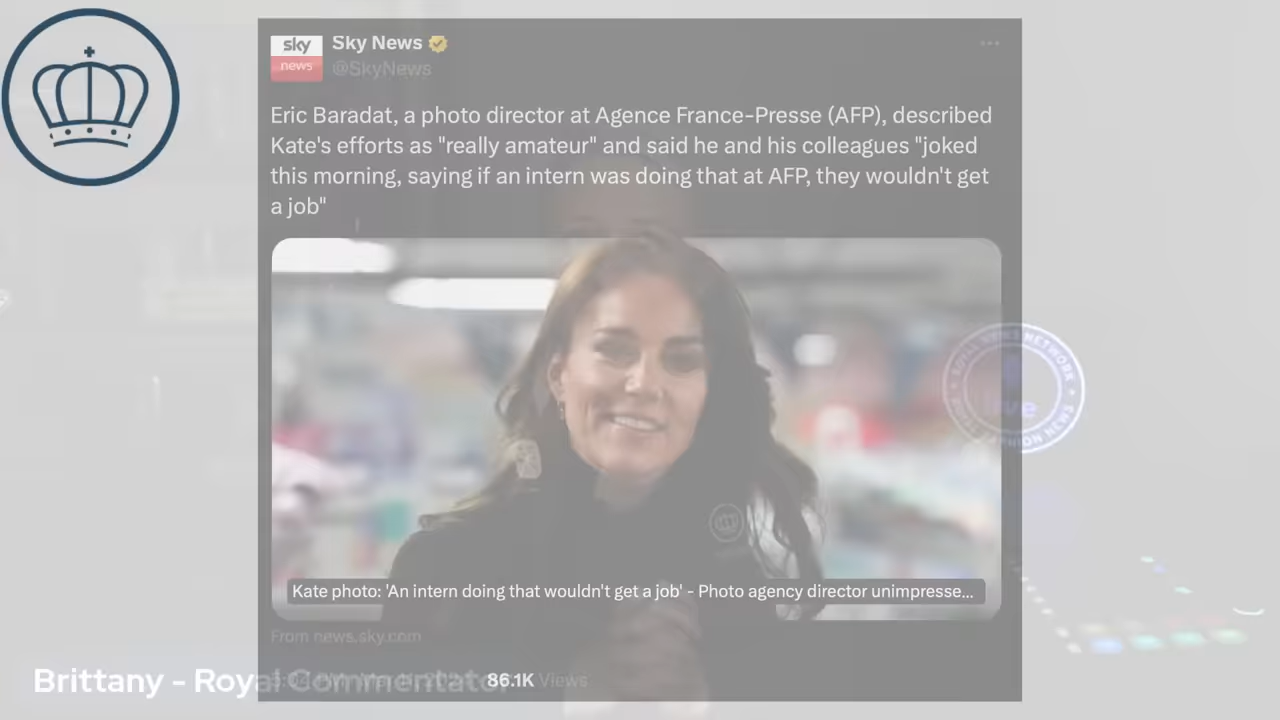 sky
news
Sky News
@SkyNews
Eric Baradat, a photo director at Agence France-Presse (AFP), described
Kate's efforts as "really amateur" and said he and his colleagues "joked
this morning, saying if an intern was doing that at AFP, they wouldn't get
a job"
Kate photo: 'An intern doing that wouldn't get a job' - Photo agency director unimpresse...
From news.sky.com
86.1K Views
Brittany - Royal Commentator